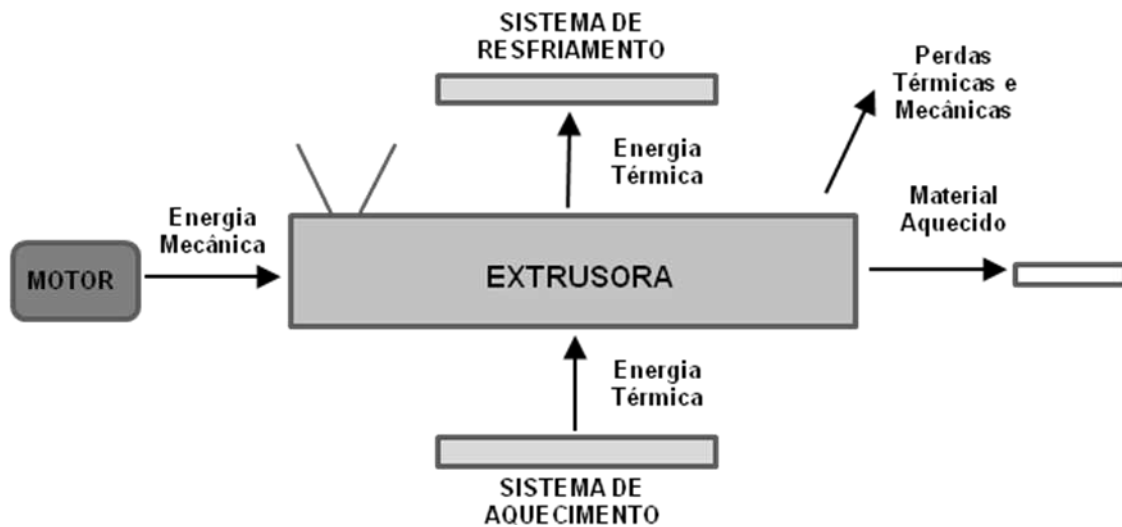 SISTEMA DE
RESFRIAMENTO
Perdas
Térmicas e
Mecânicas
Energia
Térmica
Energia
Mecânica
Material
Aquecido
MOTOR
EXTRUSORA
Energia
Térmica
SISTEMA DE
AQUECIMENTO